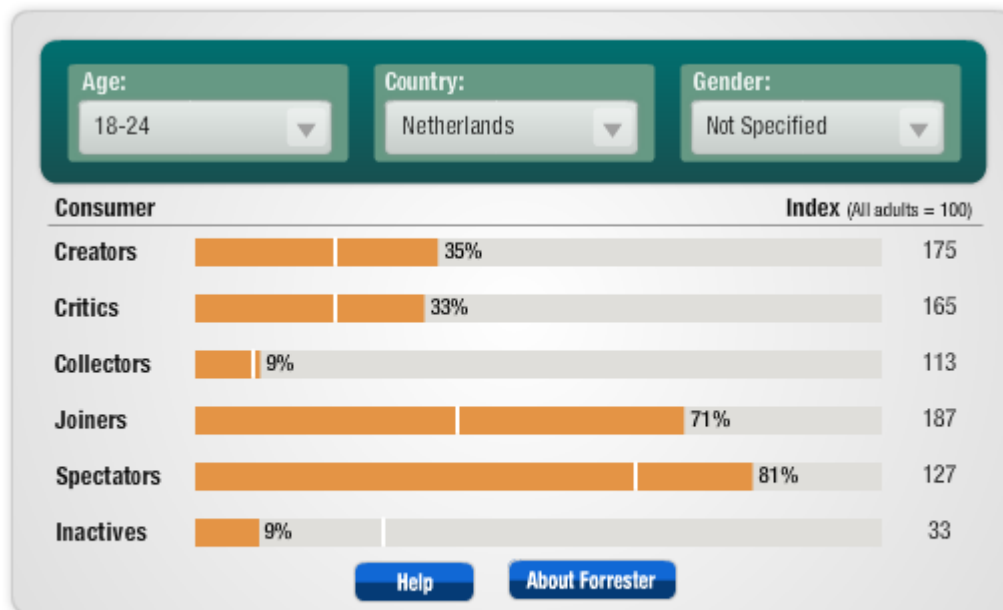 Age: Country: Gender:
18-24 Netherlands Not Specified
Consumer Index (All adults = 100)
Creators 35% 175
Critics 33% 165
Collectors 9% 113
Joiners 71% 187
Spectators 81% 127
Inactives 9% 33
Help About Forrester